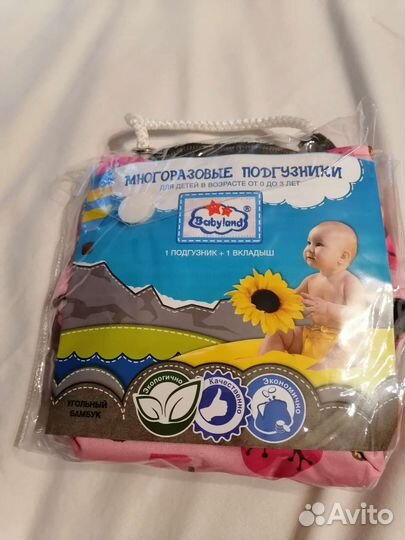 МНОГОРАЗОВЫЕ ПОДГУЗНИКИ
ДЛЯ ДЕТЕЙ В ВОЗРАСТЕ ОТ 0 ДО 3 ЛЕТ
Babyland ®
1 ПОДГУЗНИК + 1 ВКЛАДЫШ
Экологично
Качественно
Экономично
УГОЛЬНЫЙ
БАМБУК
Avito